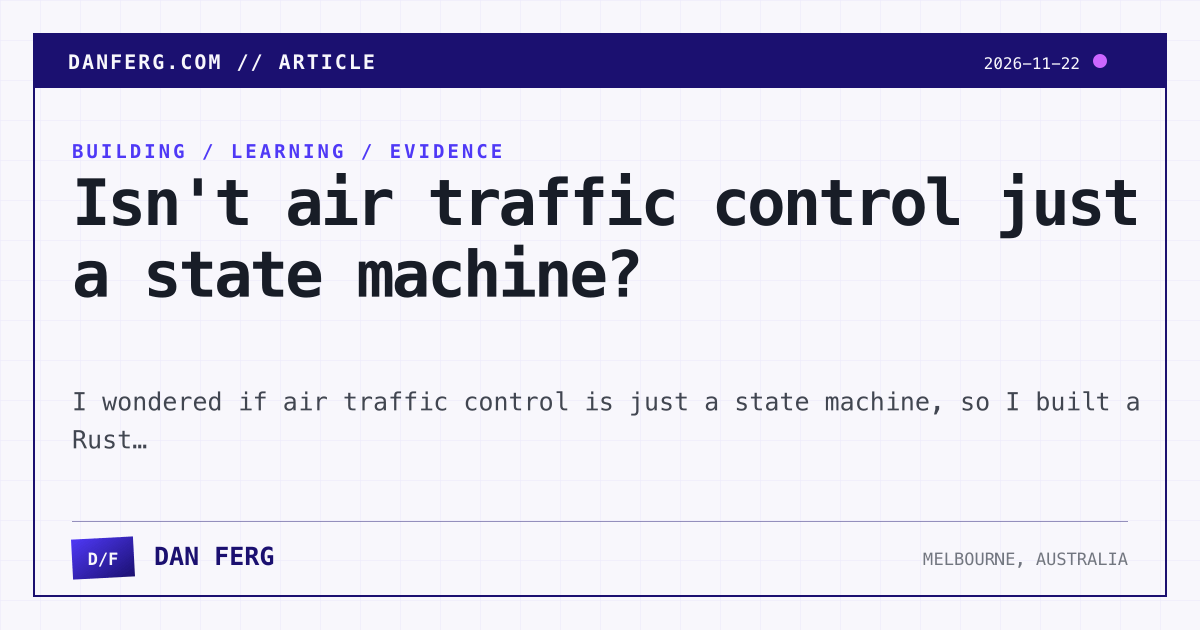 DANFERG.COM // ARTICLE
2026–11–22
BUILDING / LEARNING / EVIDENCE
Isn't air traffic control just
a state machine?
I wondered if air traffic control is just a state machine, so I built a
Rust…
D/F
DAN FERG
MELBOURNE, AUSTRALIA